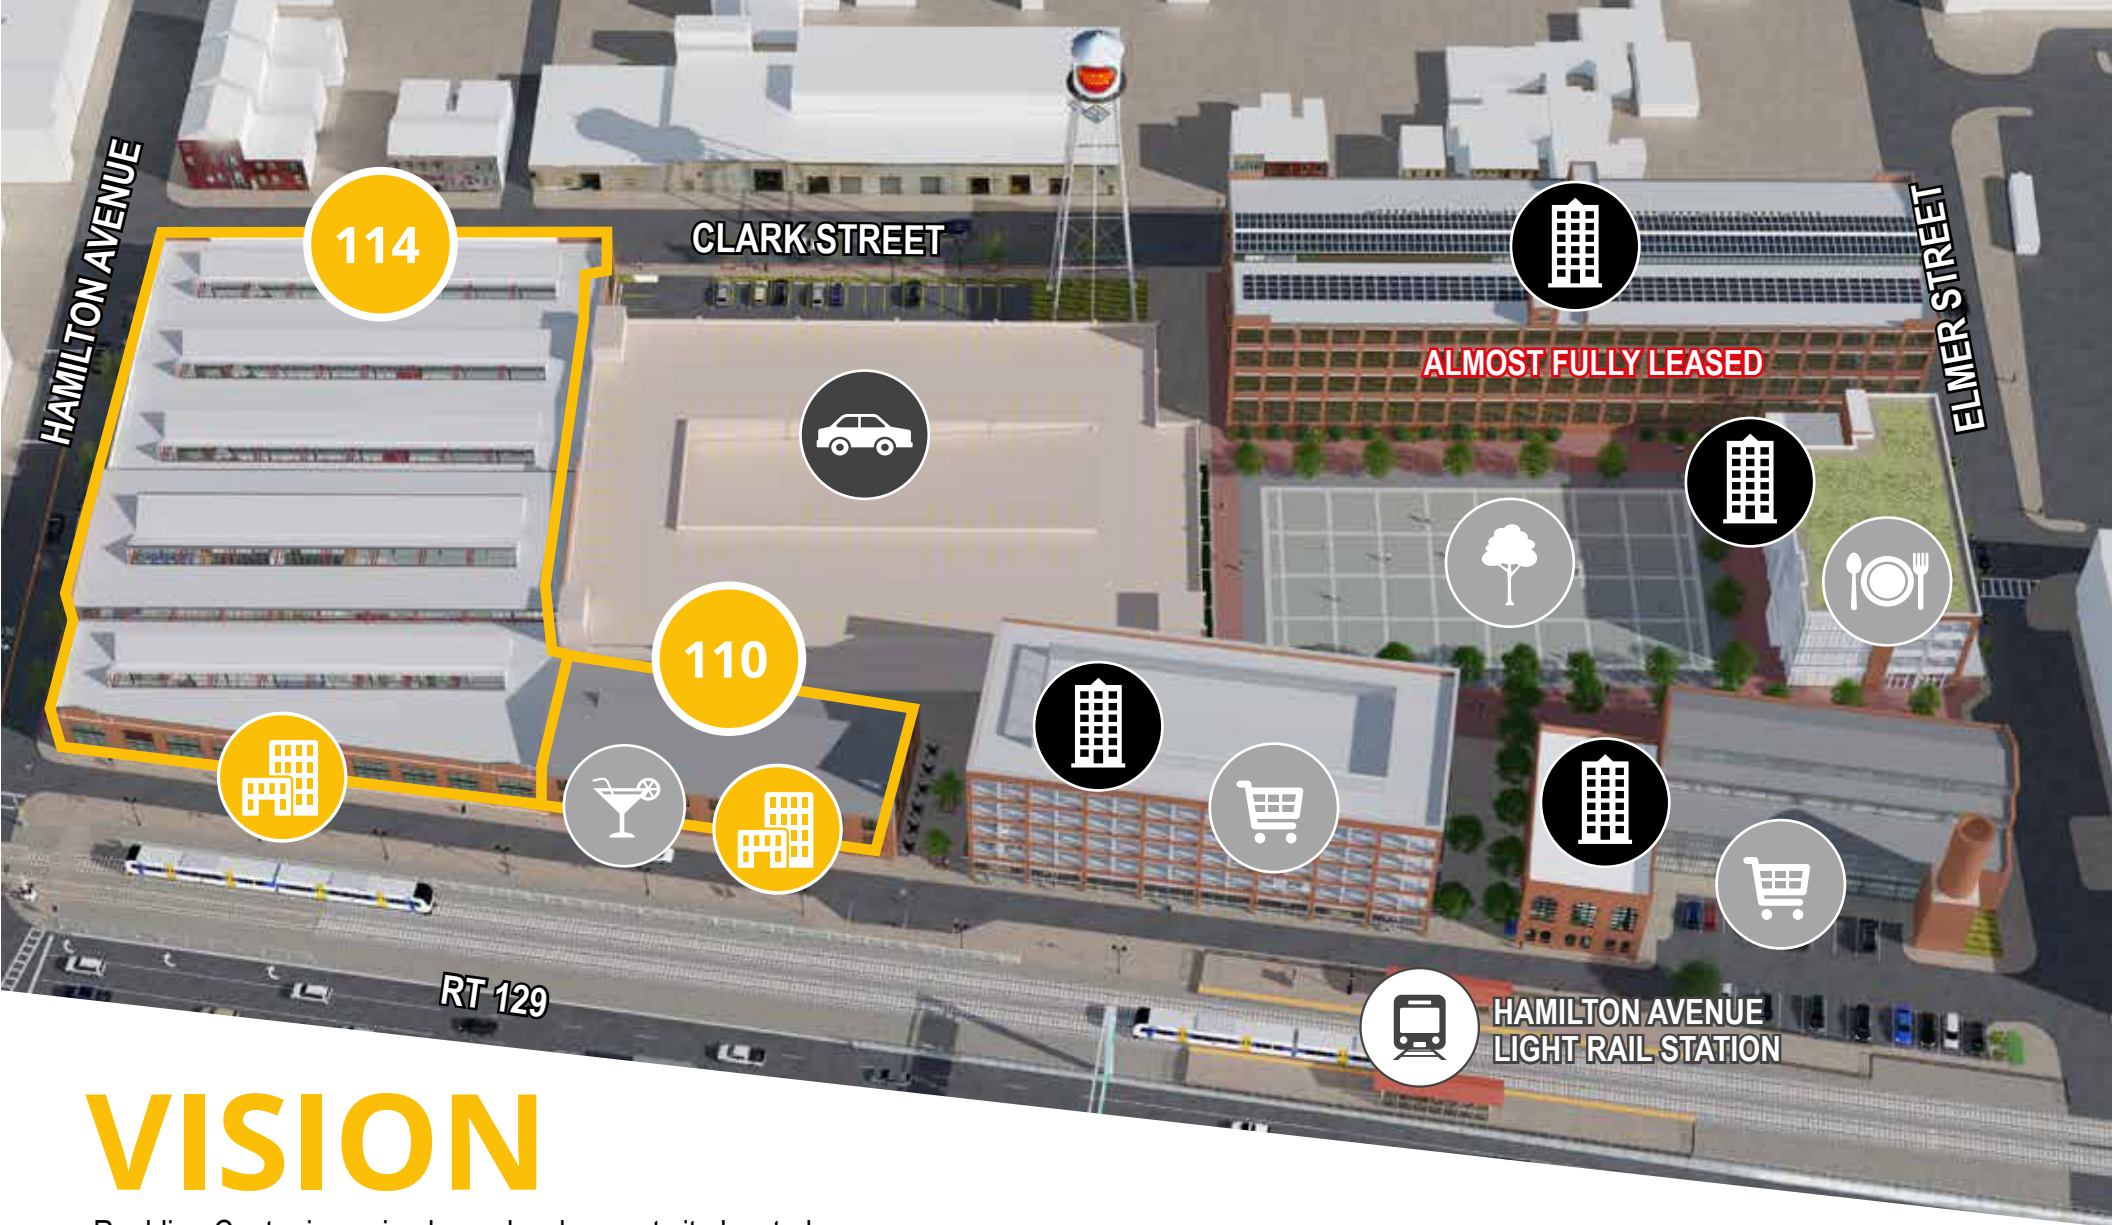 HAMILTON AVENUE
114
CLARK STREET
ELMER STREET
ALMOST FULLY LEASED
110
RT 129
HAMILTON AVENUE
LIGHT RAIL STATION
VISION